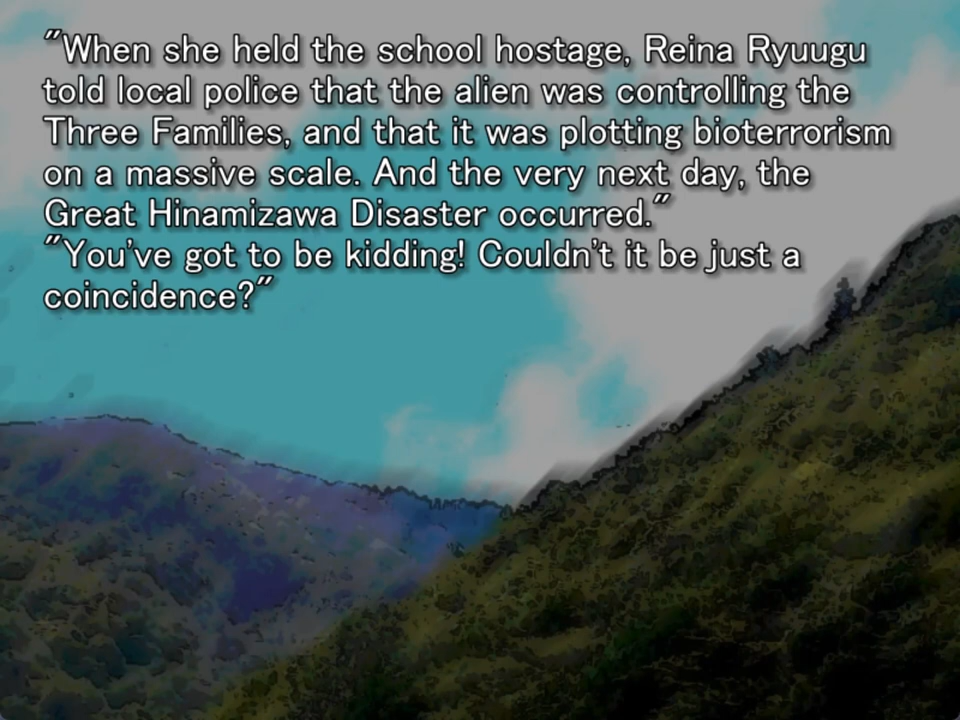 "When she held the school hostage, Reina Ryuugu
told local police that the alien was controlling the
Three Families, and that it was plotting bioterrorism
on a massive scale. And the very next day, the
Great Hinamizawa Disaster occurred."
"You've got to be kidding! Couldn't it be just a
coincidence?"